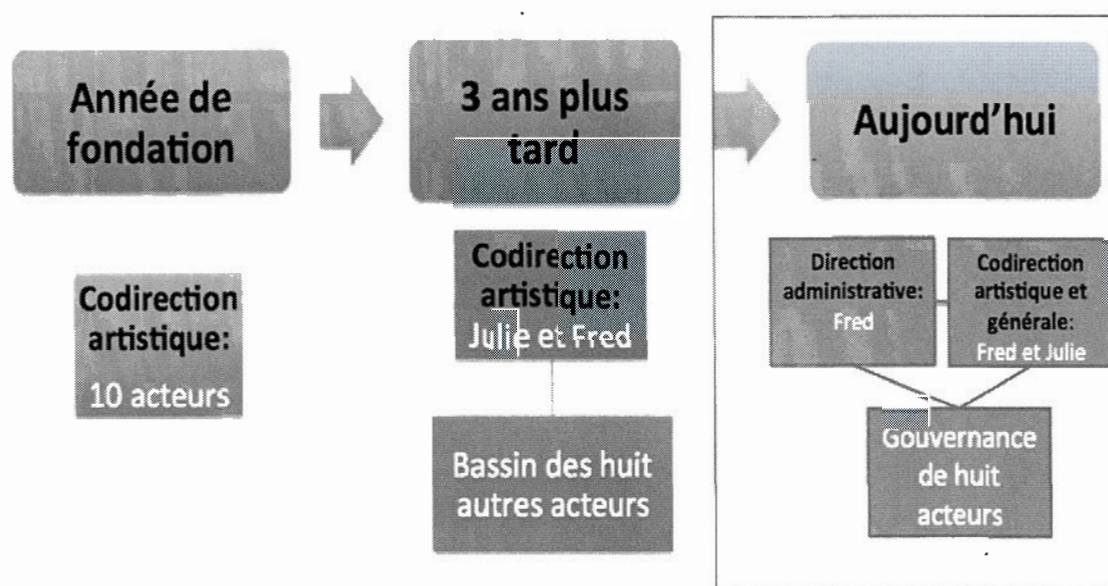 Année de
fondation
3 ans plus
tard
Aujourd'hui
Codirection
artistique:
10 acteurs
Codirection
artistique:
Julie et Fred
Bassin des huit
autres acteurs
Direction
administrative:
Fred
Codirection
artistique et
générale:
Fred et Julie
Gouvernance
de huit
acteurs